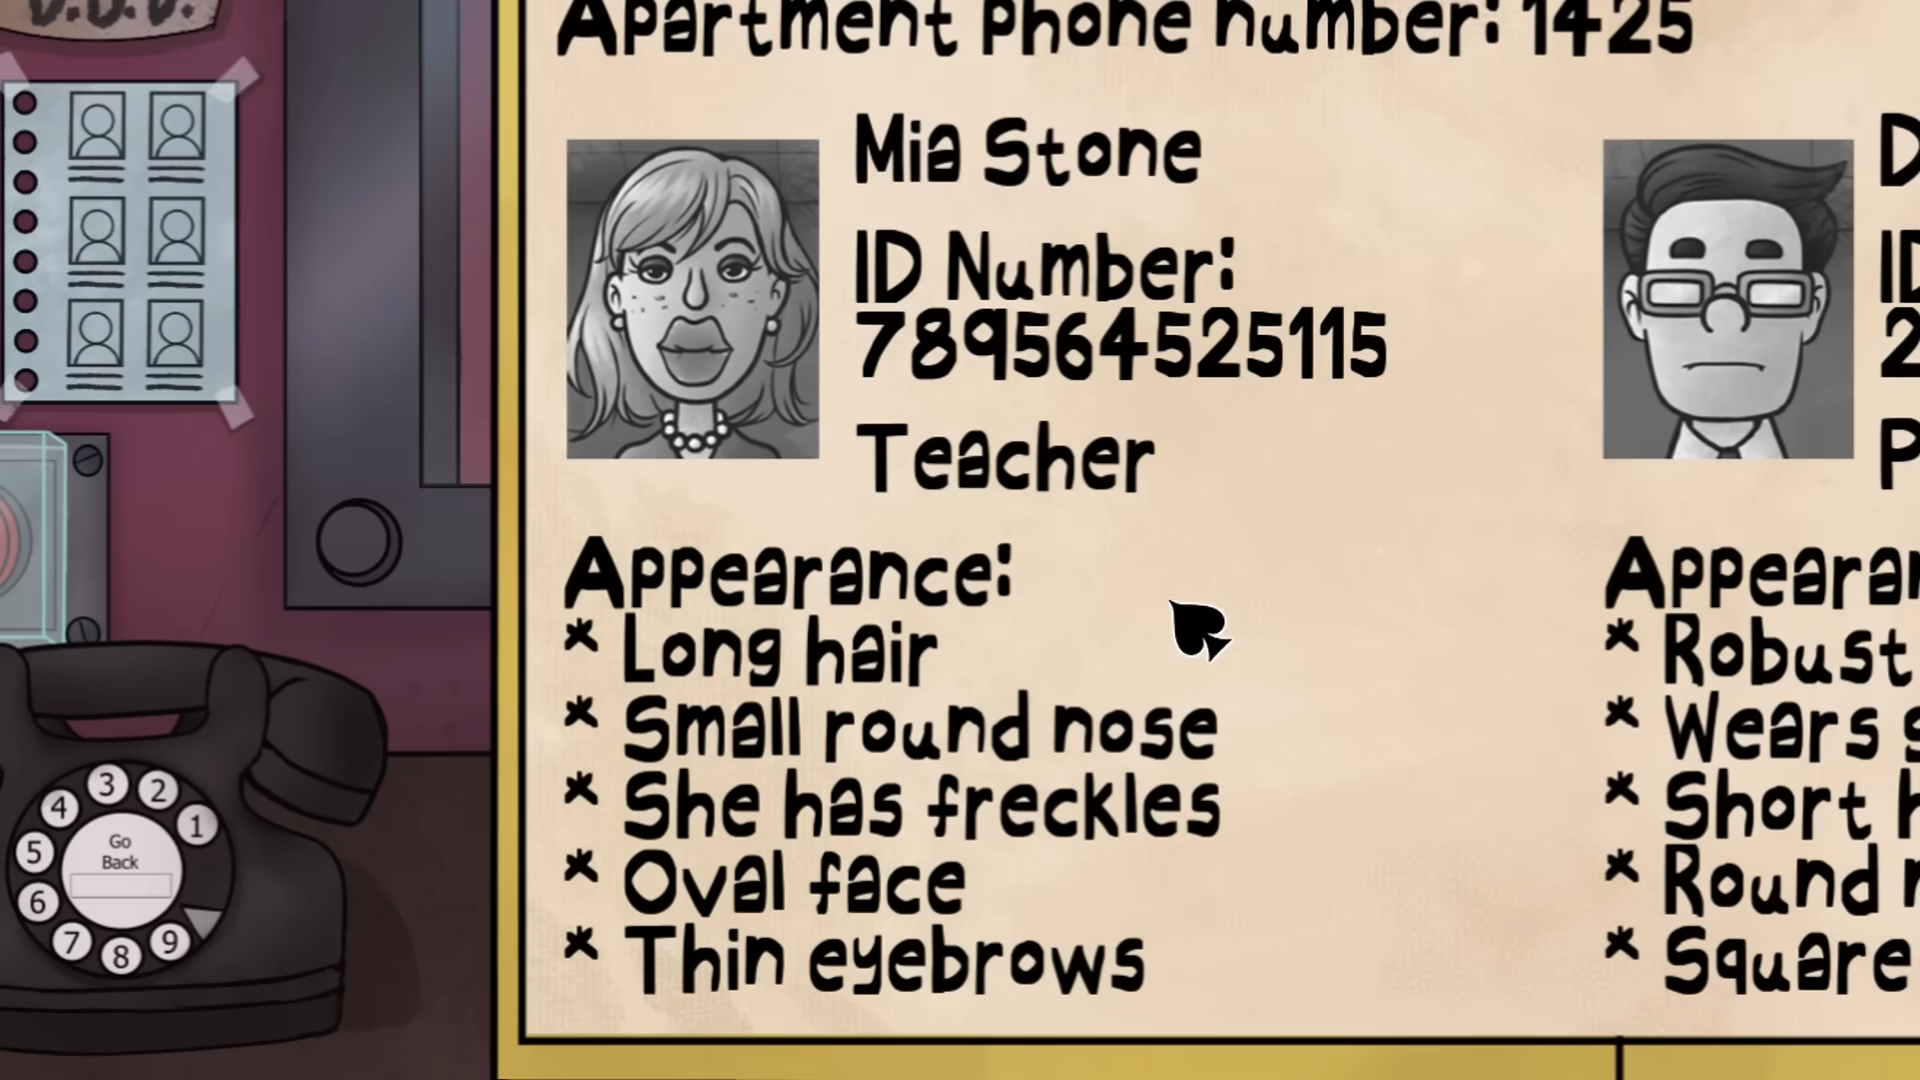 D.D.D.
Apartment phone number: 1425
Mia Stone
ID Number:
789564525115
Teacher
Appearance:
* Long hair
* Small round nose
* She has freckles
* Oval face
* Thin eyebrows
D
ID
2
P
Appearan
* Robust
* Wears s
* Short h
* Round
* Square
3
2
4
1
5
6
7
8
9
Go
Back